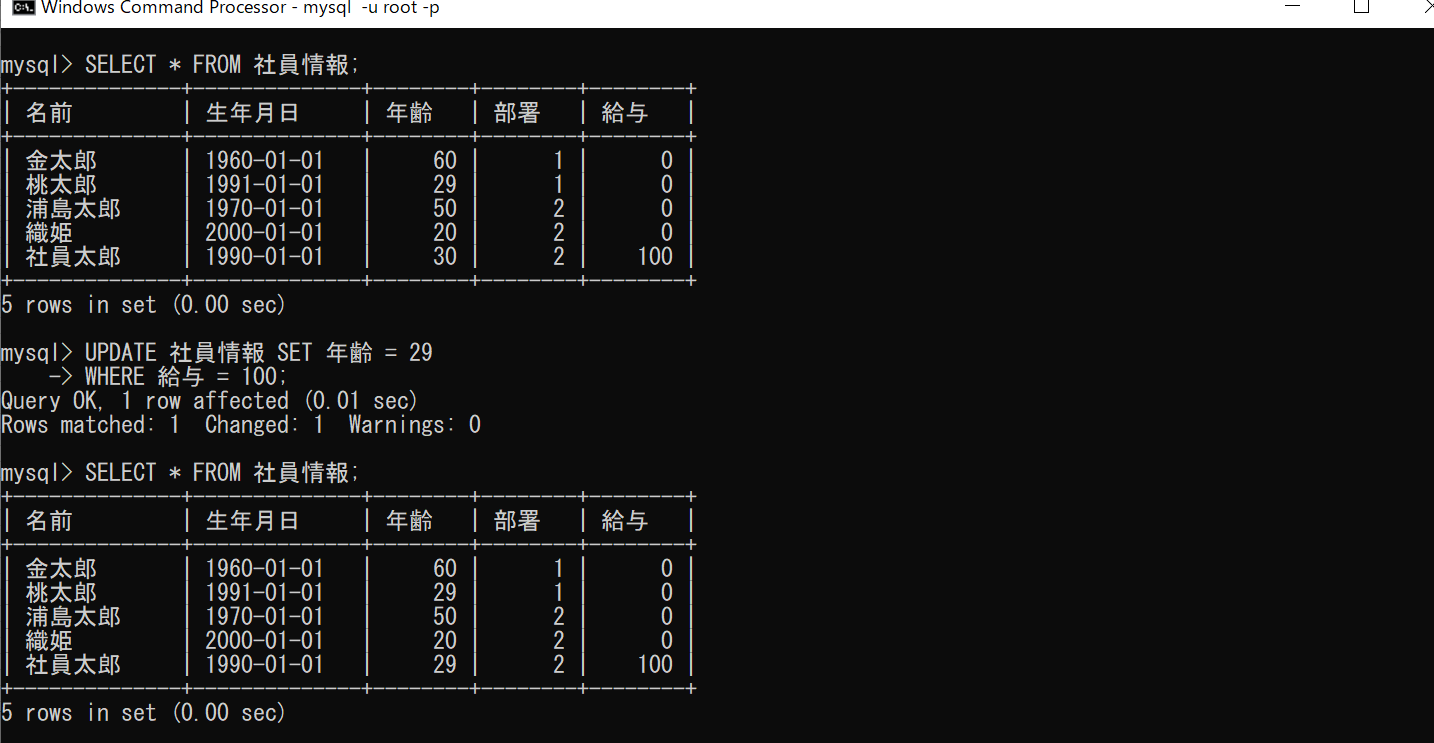 Windows Command Processor - mysql -u root -p
mysql> SELECT * FROM 社員情報;
+--------------+--------------+--------+--------+--------+
| 名前         | 生年月日     | 年齢   | 部署   | 給与   |
+--------------+--------------+--------+--------+--------+
| 金太郎       | 1960-01-01   |     60 |      1 |      0 |
| 桃太郎       | 1991-01-01   |     29 |      1 |      0 |
| 浦島太郎     | 1970-01-01   |     50 |      2 |      0 |
| 織姫         | 2000-01-01   |     20 |      2 |      0 |
| 社員太郎     | 1990-01-01   |     30 |      2 |    100 |
+--------------+--------------+--------+--------+--------+
5 rows in set (0.00 sec)
mysql> UPDATE 社員情報 SET 年齢 = 29
    -> WHERE 給与 = 100;
Query OK, 1 row affected (0.01 sec)
Rows matched: 1  Changed: 1  Warnings: 0
mysql> SELECT * FROM 社員情報;
+--------------+--------------+--------+--------+--------+
| 名前         | 生年月日     | 年齢   | 部署   | 給与   |
+--------------+--------------+--------+--------+--------+
| 金太郎       | 1960-01-01   |     60 |      1 |      0 |
| 桃太郎       | 1991-01-01   |     29 |      1 |      0 |
| 浦島太郎     | 1970-01-01   |     50 |      2 |      0 |
| 織姫         | 2000-01-01   |     20 |      2 |      0 |
| 社員太郎     | 1990-01-01   |     29 |      2 |    100 |
+--------------+--------------+--------+--------+--------+
5 rows in set (0.00 sec)